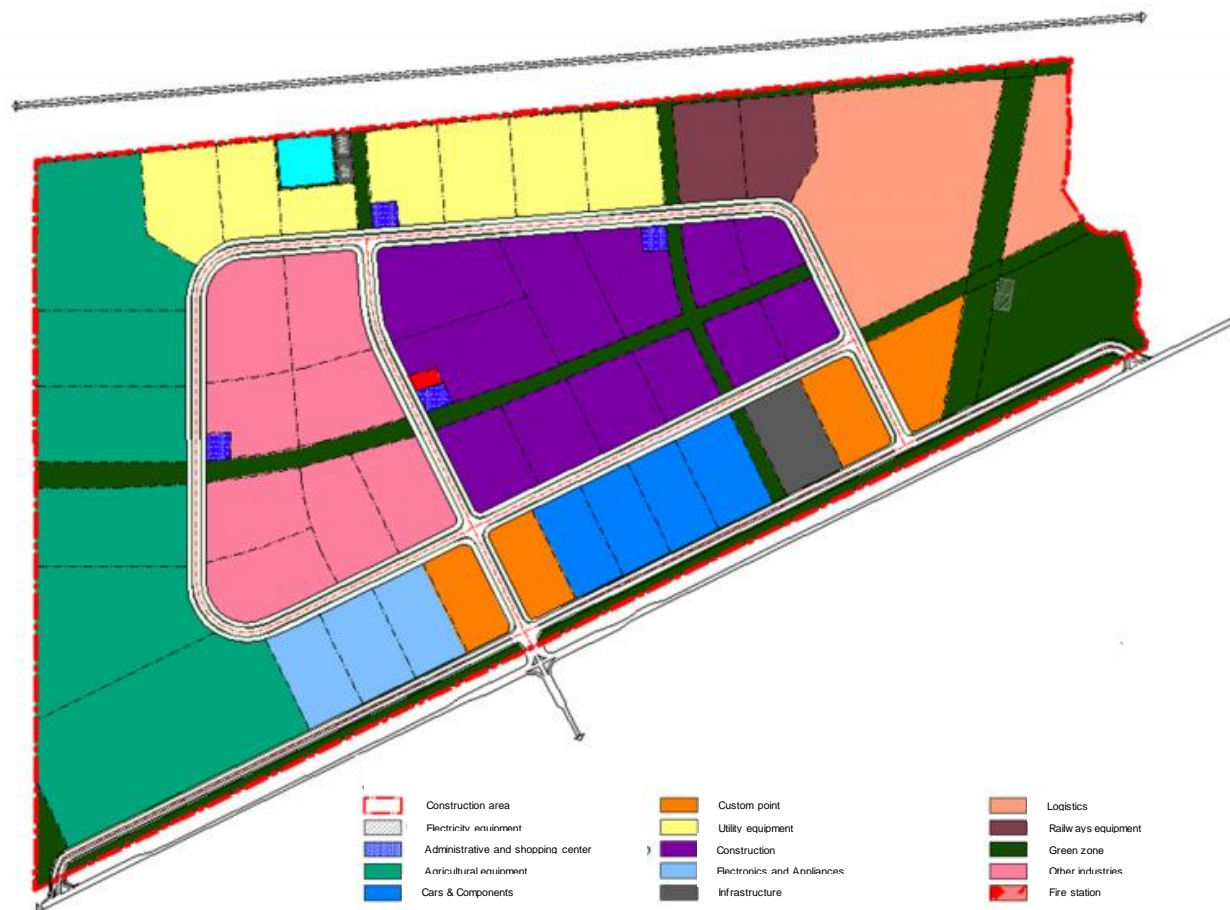 Construction area
Custom point
Logistics
Electricity equipment
Utility equipment
Railways equipment
Administrative and shopping center
Construction
Green zone
Agricultural equipment
Electronics and Appliances
Other industries
Cars & Components
Infrastructure
Fire station